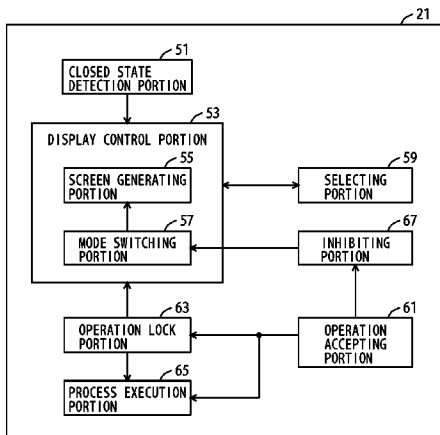 21
51
CLOSED STATE
DETECTION PORTION
53
DISPLAY CONTROL PORTION
55
SCREEN GENERATING
PORTION
59
SELECTING
PORTION
57
MODE SWITCHING
PORTION
67
INHIBITING
PORTION
63
OPERATION LOCK
PORTION
61
OPERATION
ACCEPTING
PORTION
65
PROCESS EXECUTION
PORTION